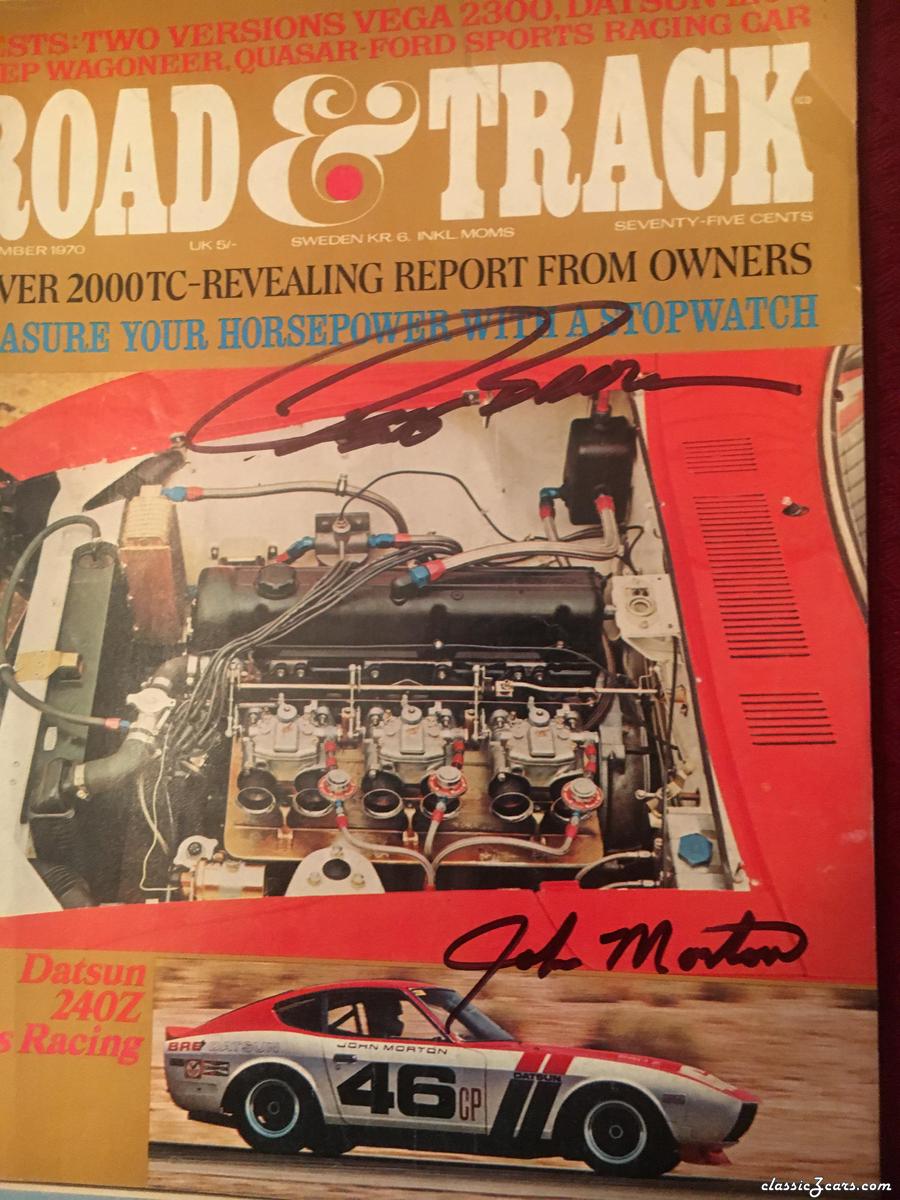 ESTS: TWO VERSIONS VEGA 2300, DATSUN
EP WAGONEER, QUASAR-FORD SPORTS RACING CAR
ROAD & TRACK
MBER 1970 UK 5/- SWEDEN KR. 6. INKL. MOMS SEVENTY-FIVE CENTS
VER 2000TC-REVEALING REPORT FROM OWNERS
ASURE YOUR HORSEPOWER WITH A STOPWATCH
John Morton
Datsun
240Z
s Racing
BRE DATSUN
JOHN MORTON
46 CP
DATSUN
classicZcars.com